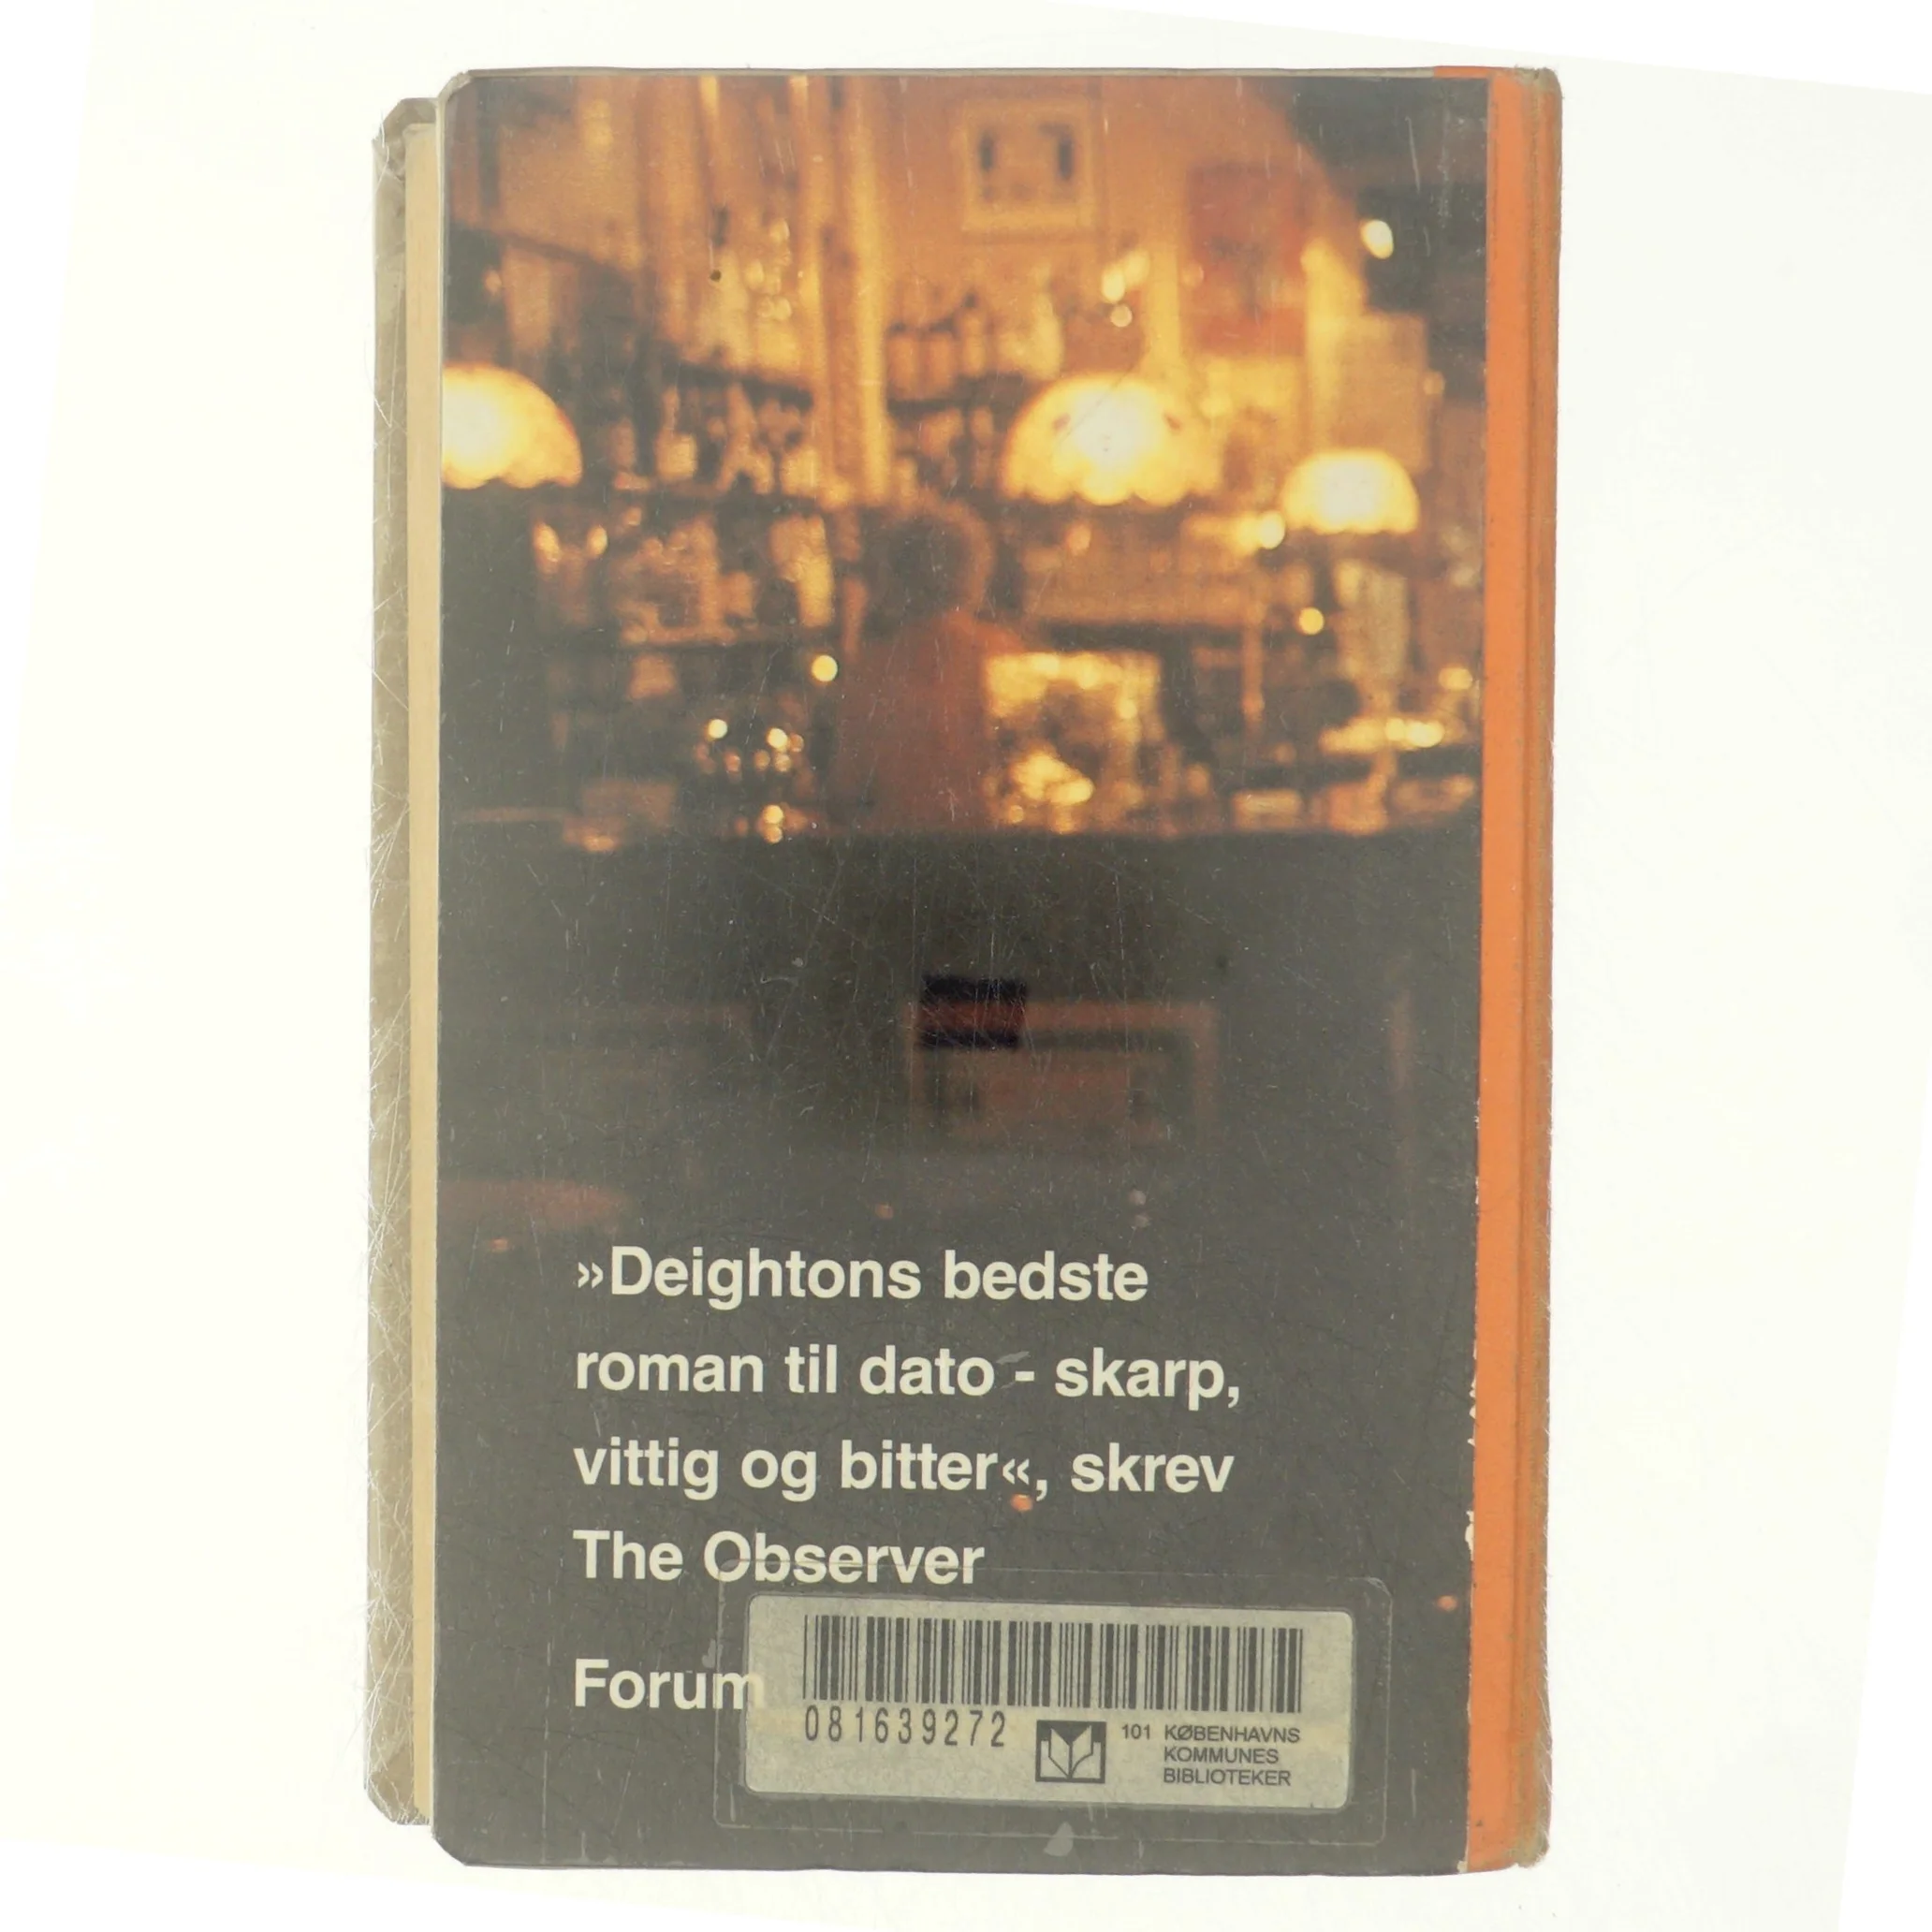 »Deightons bedste
roman til dato - skarp,
vittig og bitter«, skrev
The Observer
Forum
081639272
101 KØBENHAVNS
KOMMUNES
BIBLIOTEKER